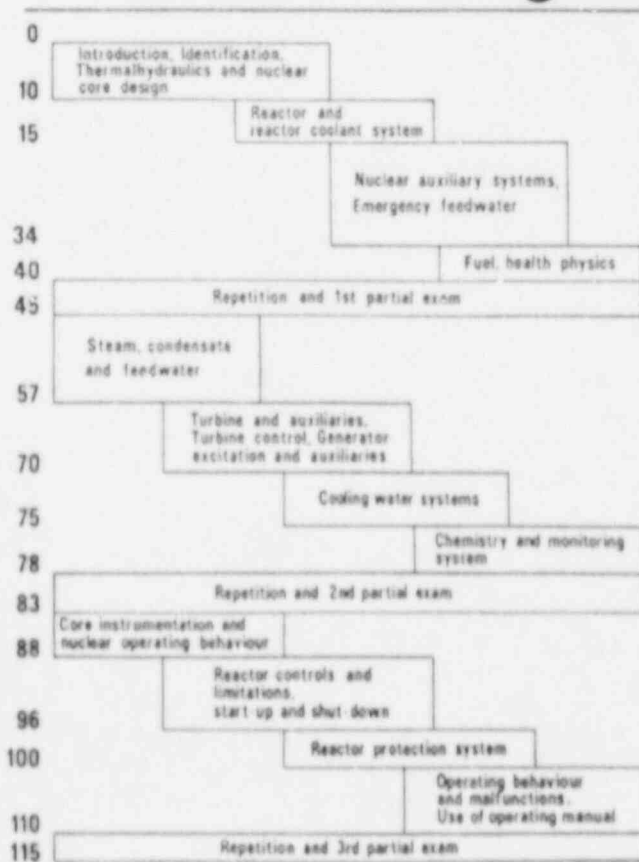 0
Introduction, Identification,
Thermalhydraulics and nuclear
core design
10
Reactor and
reactor coolant system
15
Nuclear auxiliary systems,
Emergency feedwater
34
Fuel, health physics
40
Repetition and 1st partial exam
45
Steam, condensate
and feedwater
57
Turbine and auxiliaries,
Turbine control, Generator
excitation and auxiliaries
70
Cooling water systems
75
Chemistry and monitoring
system
78
Repetition and 2nd partial exam
83
Core instrumentation and
nuclear operating behaviour
88
Reactor controls and
limitations,
start up and shut-down
96
Reactor protection system
100
Operating behaviour
and malfunctions.
Use of operating manual
110
Repetition and 3rd partial exam
115